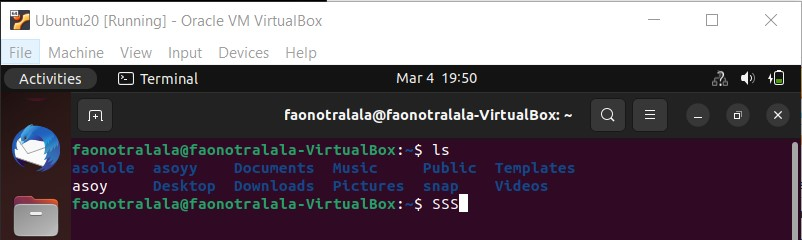 Ubuntu20 [Running] - Oracle VM VirtualBox
File Machine View Input Devices Help
Activities Terminal Mar 4 19:50
faonotralala@faonotralala-VirtualBox: ~
faonotralala@faonotralala-VirtualBox:~$ ls
asolole asoyy Documents Music Public Templates
asoy Desktop Downloads Pictures snap Videos
faonotralala@faonotralala-VirtualBox:~$ SSS